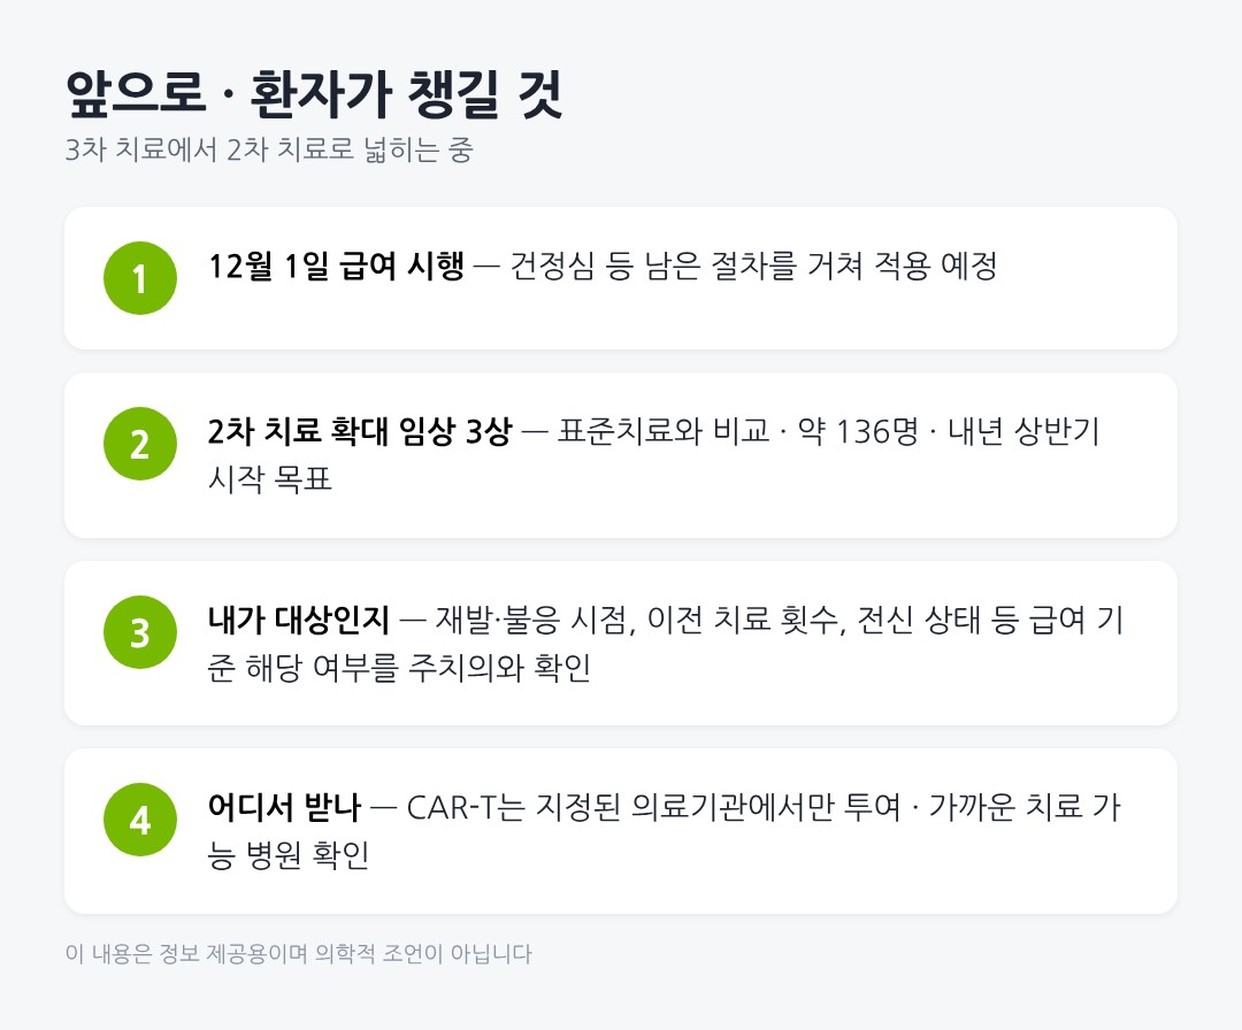 앞으로 · 환자가 챙길 것
3차 치료에서 2차 치료로 넓히는 중
1
12월 1일 급여 시행 — 건정심 등 남은 절차를 거쳐 적용 예정
2
2차 치료 확대 임상 3상 — 표준치료와 비교 · 약 136명 · 내년 상반기
시작 목표
3
내가 대상인지 — 재발·불응 시점, 이전 치료 횟수, 전신 상태 등 급여 기
준 해당 여부를 주치의와 확인
4
어디서 받나 — CAR-T는 지정된 의료기관에서만 투여 · 가까운 치료 가
능 병원 확인
이 내용은 정보 제공용이며 의학적 조언이 아닙니다